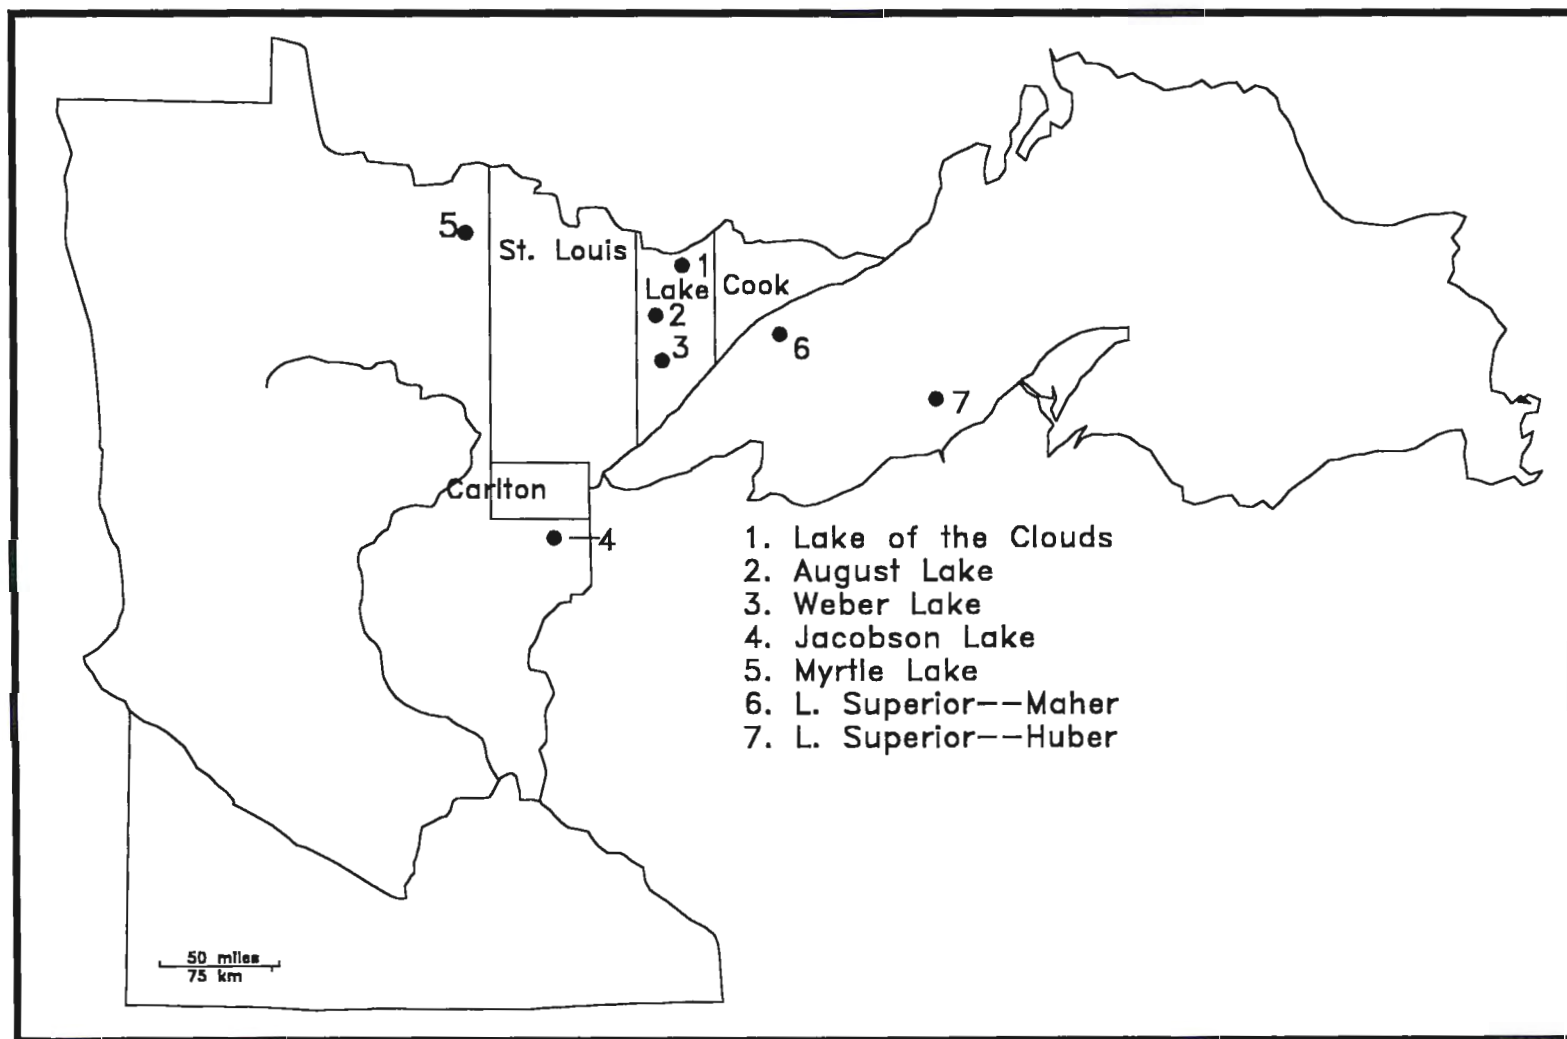 5
St. Louis
1
Lake
Cook
2
3
6
7
Carlton
4
1. Lake of the Clouds
2. August Lake
3. Weber Lake
4. Jacobson Lake
5. Myrtle Lake
6. L. Superior--Maher
7. L. Superior--Huber
50 miles
75 km